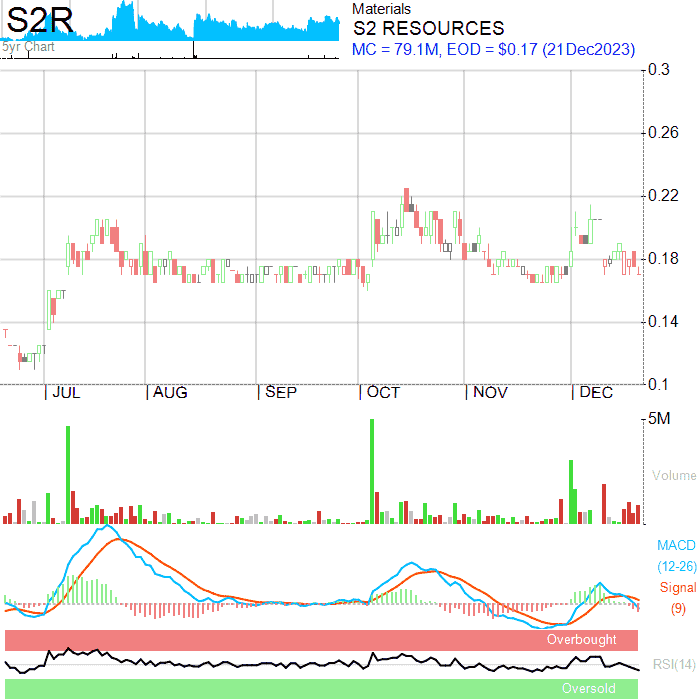 S2R
5yr Chart
Materials
S2 RESOURCES
MC = 79.1M, EOD = $0.17 (21Dec2023)
0.3
0.26
0.22
0.18
0.14
0.1
JUL
AUG
SEP
OCT
NOV
DEC
5M
Volume
MACD
(12-26)
Signal
(9)
Overbought
RSI(14)
Oversold